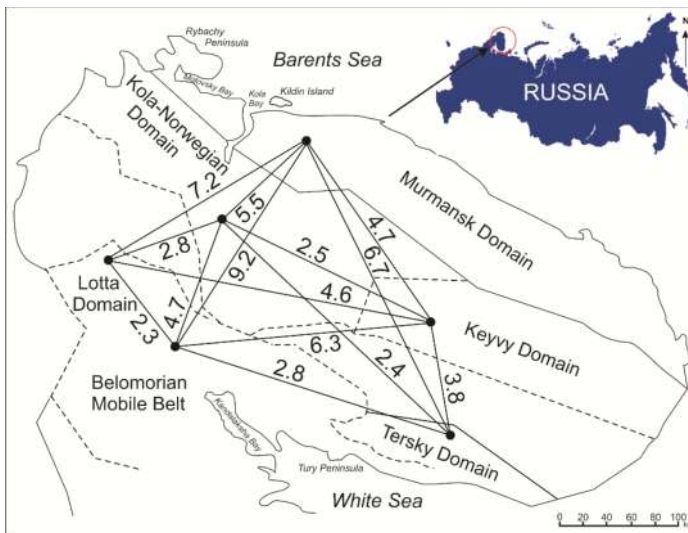 Rybachy
Peninsula
Barents Sea
N
Motovsky Bay
Kola
Bay
Kildin Island
RUSSIA
Kola-Norwegian
Domain
Murmansk Domain
7.2
5.5
9.2
4.7
6.7
2.8
2.5
4.6
Lotta
Domain
2.3
4.7
6.3
Keyvy Domain
2.8
2.4
3.8
Belomorian
Mobile Belt
Kandalaksha Bay
Tersky Domain
Tury Peninsula
White Sea
0 20 40 60 80 100